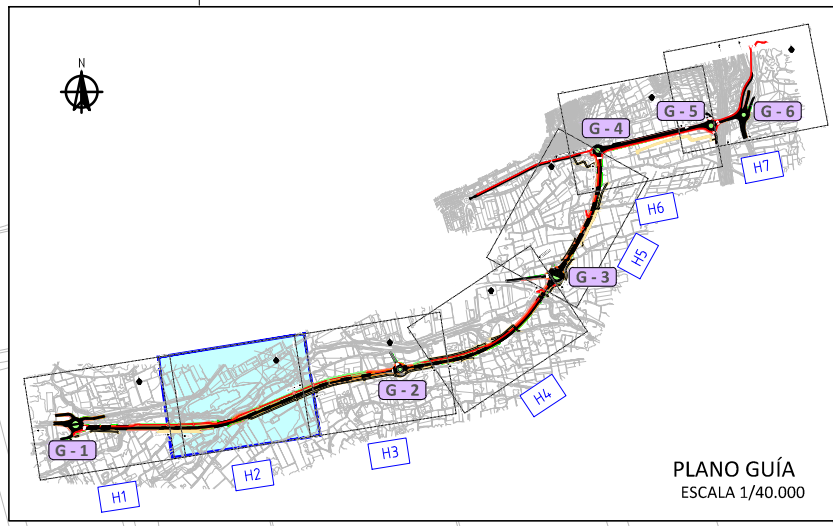 N
G - 5
G - 6
G - 4
H7
H6
H5
G - 3
G - 2
H4
G - 1
H3
H2
H1
PLANO GUÍA
ESCALA 1/40.000